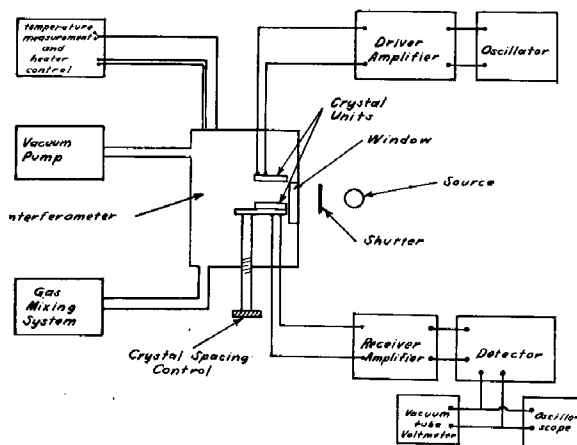 temperature
measurement
and
heater
control
Driver
Amplifier
Oscillator
Crystal
Units
Vacuum
Pump
Window
Source
nterferometer
Shutter
Gas
Mixing
System
Crystal Spacing
Control
Receiver
Amplifier
Detector
Vacuum
tube
Voltmeter
Oscillo
scope